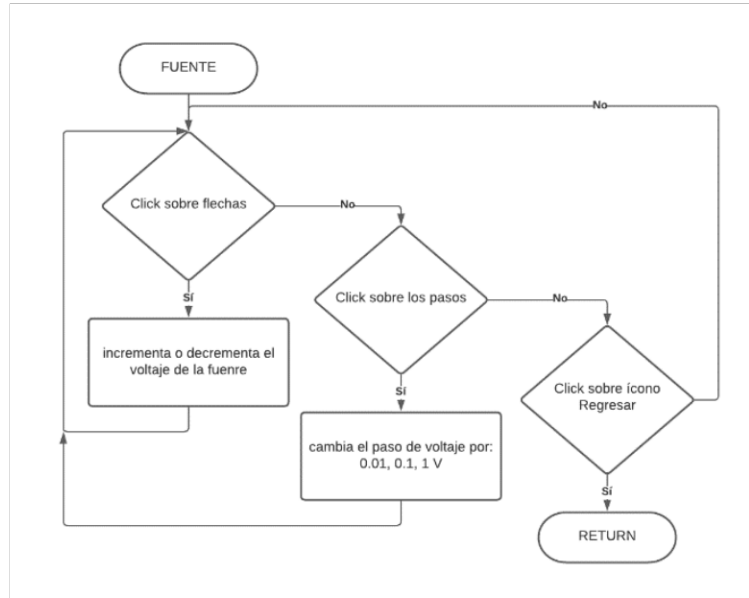 FUENTE
No
Click sobre flechas
No
Sí
Click sobre los pasos
No
incrementa o decrementa el
voltaje de la fuenre
Click sobre ícono
Regresar
Sí
cambia el paso de voltaje por:
0.01, 0.1, 1 V
Sí
RETURN